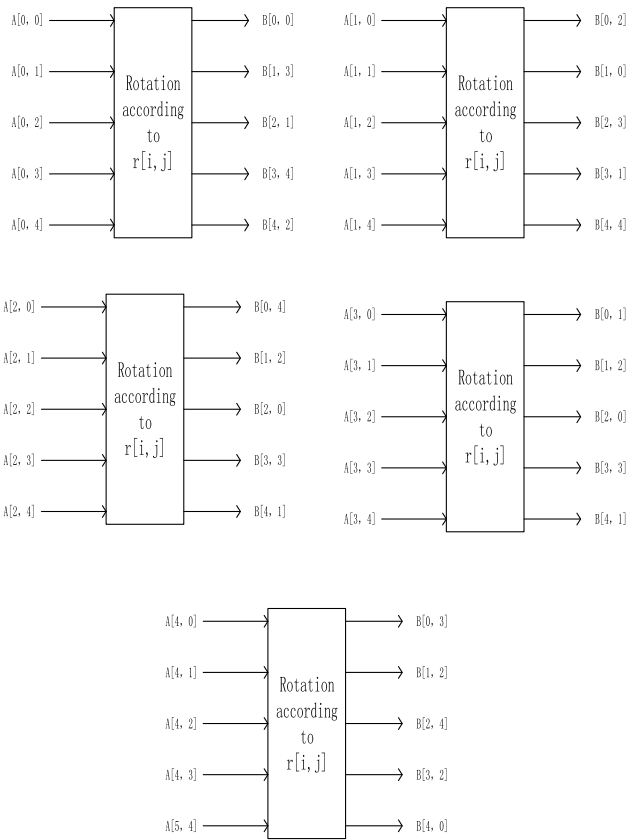 A[0, 0]
A[0, 1]
A[0, 2]
A[0, 3]
A[0, 4]
Rotation
according
to
r[i,j]
B[0, 0]
B[1, 3]
B[2, 1]
B[3, 4]
B[4, 2]
A[1, 0]
A[1, 1]
A[1, 2]
A[1, 3]
A[1, 4]
Rotation
according
to
r[i,j]
B[0, 2]
B[1, 0]
B[2, 3]
B[3, 1]
B[4, 4]
A[2, 0]
A[2, 1]
A[2, 2]
A[2, 3]
A[2, 4]
Rotation
according
to
r[i,j]
B[0, 4]
B[1, 2]
B[2, 0]
B[3, 3]
B[4, 1]
A[3, 0]
A[3, 1]
A[3, 2]
A[3, 3]
A[3, 4]
Rotation
according
to
r[i,j]
B[0, 1]
B[1, 2]
B[2, 0]
B[3, 3]
B[4, 1]
A[4, 0]
A[4, 1]
A[4, 2]
A[4, 3]
A[5, 4]
Rotation
according
to
r[i,j]
B[0, 3]
B[1, 2]
B[2, 4]
B[3, 2]
B[4, 0]